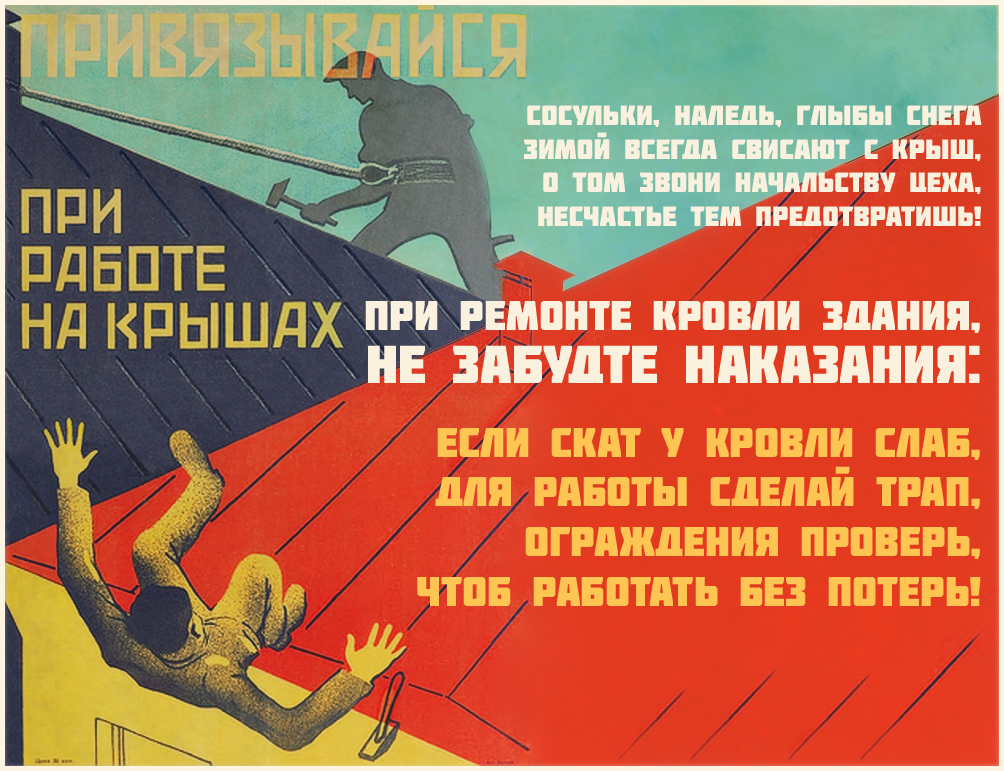 ПРИВЯЗЫВАЙСЯ
ПРИ
РАБОТЕ
НА КРЫШАХ
СОСУЛЬКИ, НАЛЕДЬ, ГЛЫБЫ СНЕГА
ЗИМОЙ ВСЕГДА СВИСАЮТ С КРЫШ,
О ТОМ ЗВОНИ НАЧАЛЬСТВУ ЦЕХА,
НЕСЧАСТЬЕ ТЕМ ПРЕДОТВРАТИШЬ!
ПРИ РЕМОНТЕ КРОВЛИ ЗДАНИЯ,
НЕ ЗАБУДТЕ НАКАЗАНИЯ:
ЕСЛИ СКАТ У КРОВЛИ СЛАБ,
ДЛЯ РАБОТЫ СДЕЛАЙ ТРАП,
ОГРАЖДЕНИЯ ПРОВЕРЬ,
ЧТОБ РАБОТАТЬ БЕЗ ПОТЕРЬ!